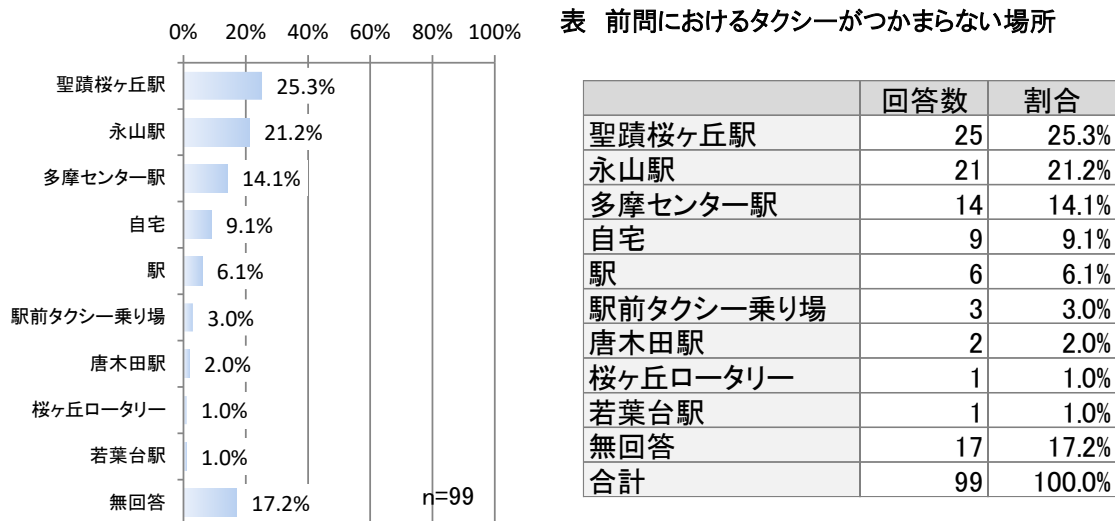 0% 20% 40% 60% 80% 100%
聖蹟桜ヶ丘駅 25.3%
永山駅 21.2%
多摩センター駅 14.1%
自宅 9.1%
駅 6.1%
駅前タクシー乗り場 3.0%
唐木田駅 2.0%
桜ヶ丘ロータリー 1.0%
若葉台駅 1.0%
無回答 17.2%
n=99
表 前問におけるタクシーがつかまらない場所
回答数 割合
聖蹟桜ヶ丘駅 25 25.3%
永山駅 21 21.2%
多摩センター駅 14 14.1%
自宅 9 9.1%
駅 6 6.1%
駅前タクシー乗り場 3 3.0%
唐木田駅 2 2.0%
桜ヶ丘ロータリー 1 1.0%
若葉台駅 1 1.0%
無回答 17 17.2%
合計 99 100.0%